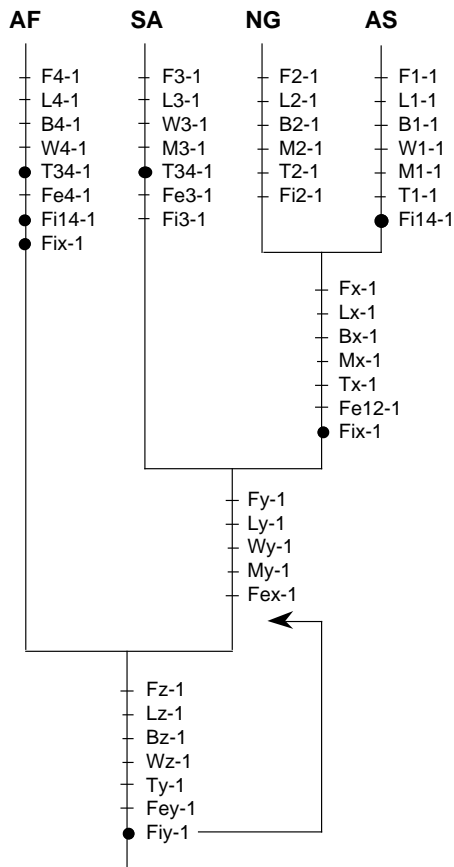 AF SA NG AS
F4-1 F3-1 F2-1 F1-1
L4-1 L3-1 L2-1 L1-1
B4-1 W3-1 B2-1 B1-1
W4-1 M3-1 M2-1 W1-1
T34-1 T34-1 T2-1 M1-1
Fe4-1 Fe3-1 Fi2-1 T1-1
Fi14-1 Fi3-1 Fi14-1
Fix-1
Fx-1
Lx-1
Bx-1
Mx-1
Tx-1
Fe12-1
Fix-1
Fy-1
Ly-1
Wy-1
My-1
Fex-1
Fz-1
Lz-1
Bz-1
Wz-1
Ty-1
Fey-1
Fiy-1